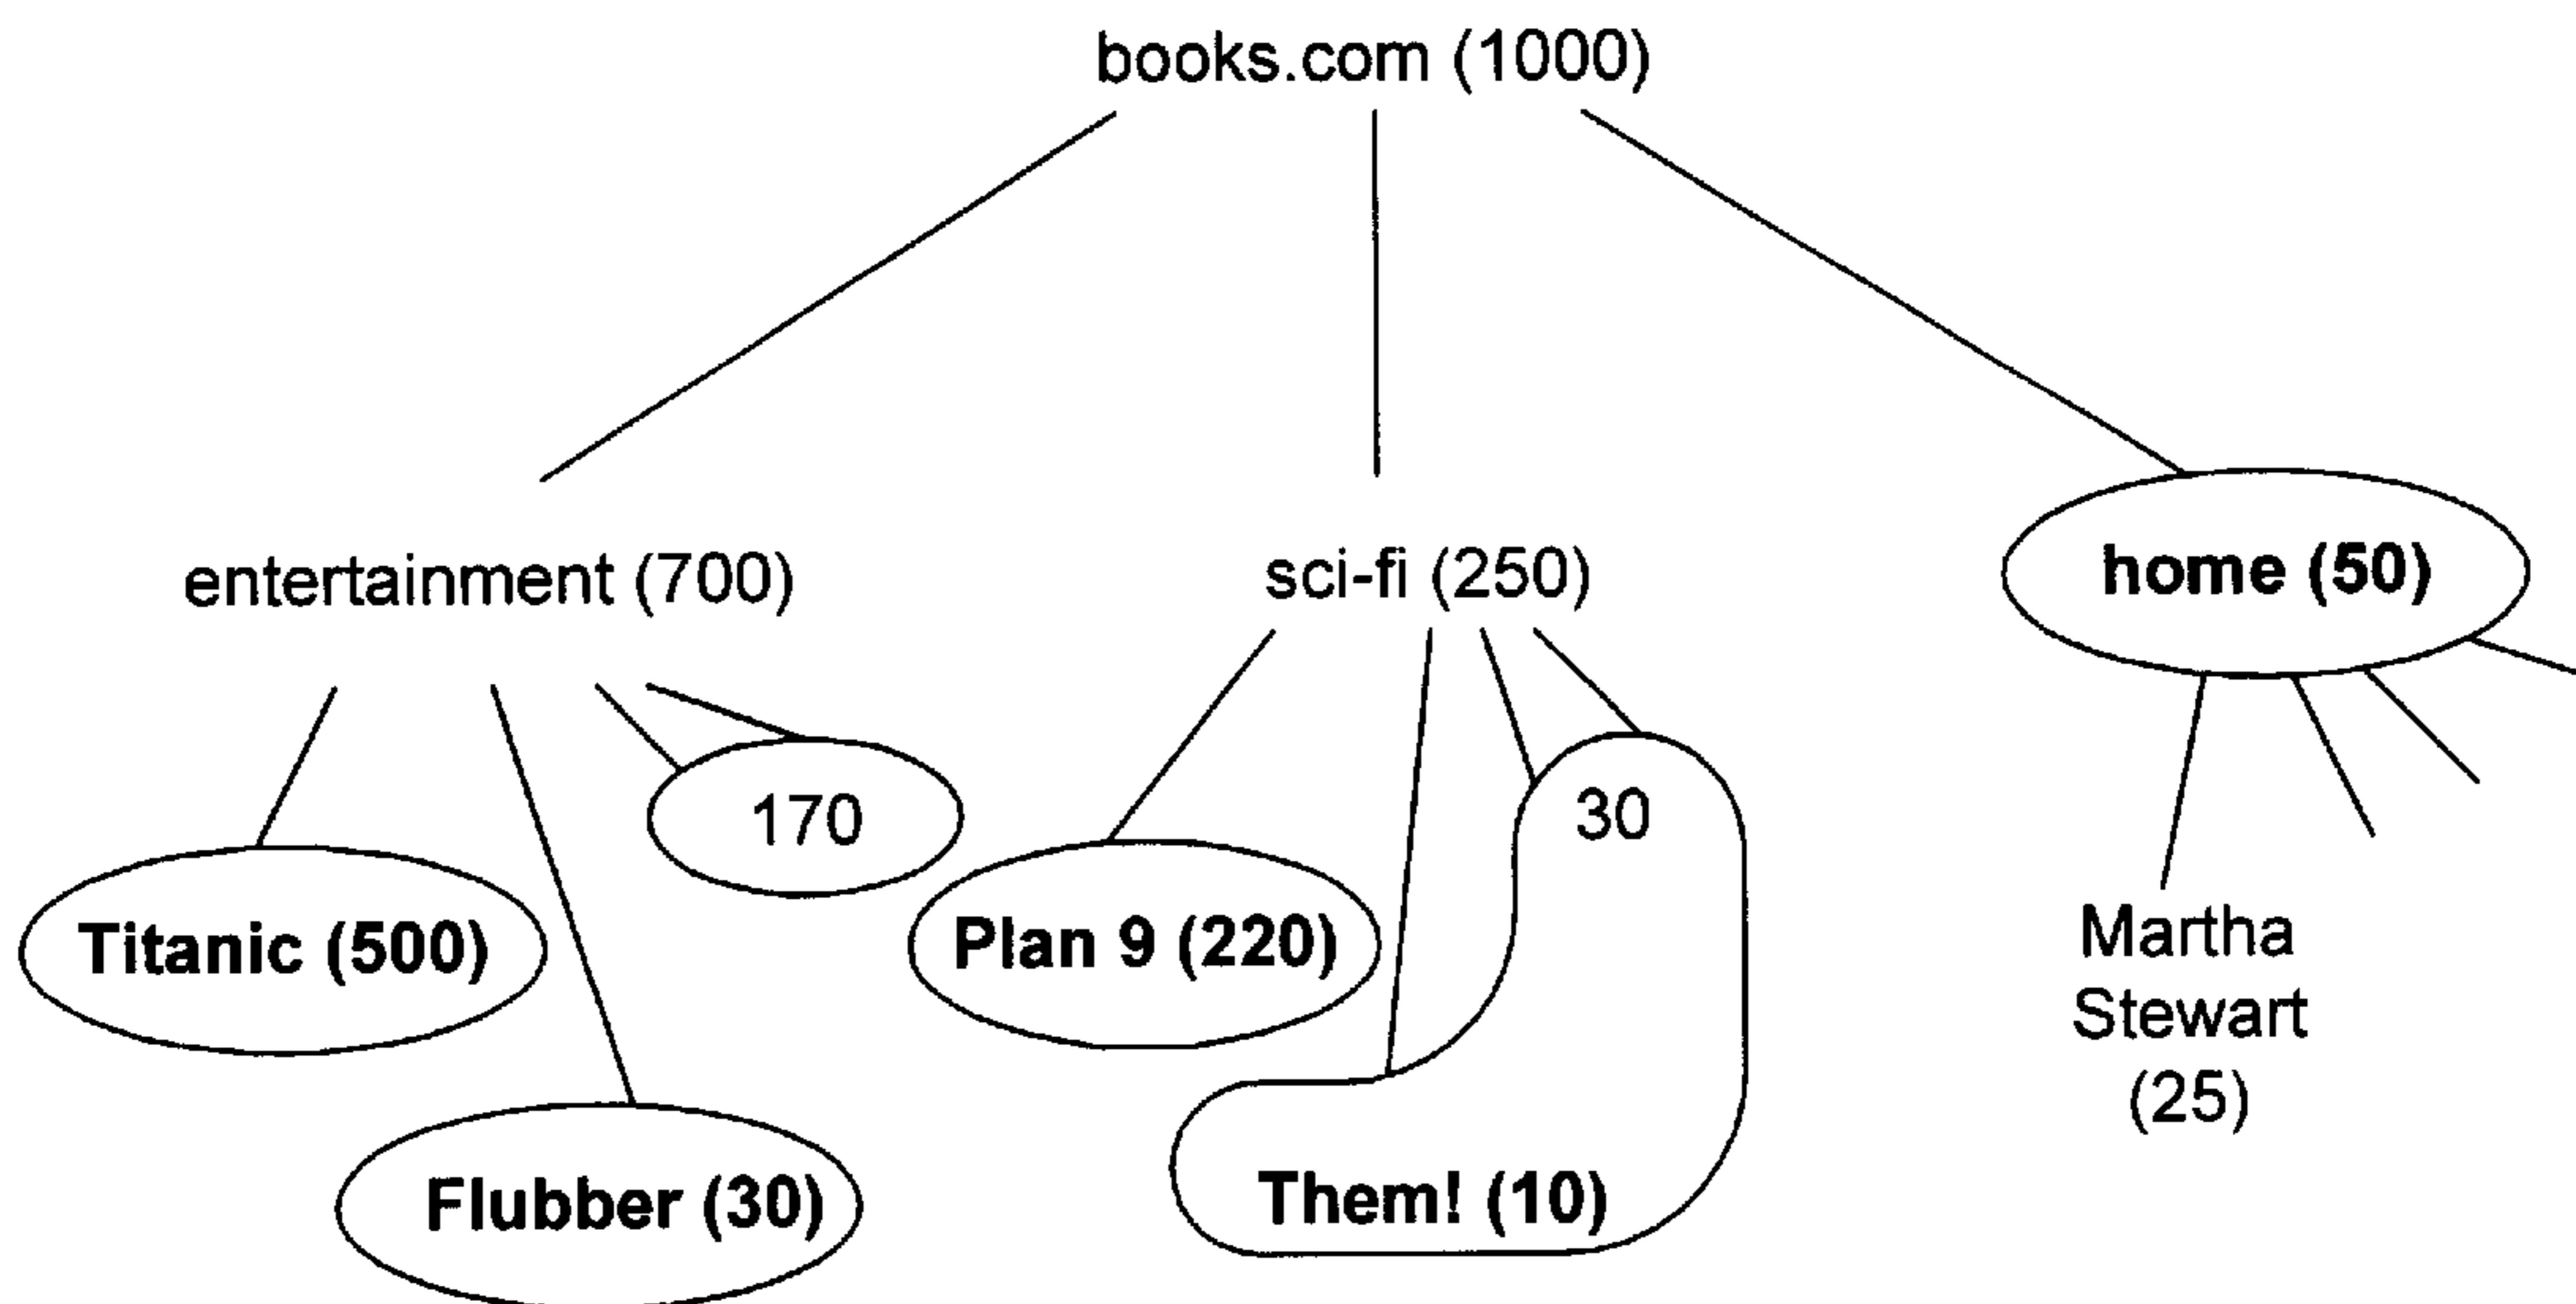 books.com (1000)
entertainment (700)
sci-fi (250)
home (50)
170
30
Titanic (500)
Plan 9 (220)
Martha
Stewart
(25)
Flubber (30)
Them! (10)